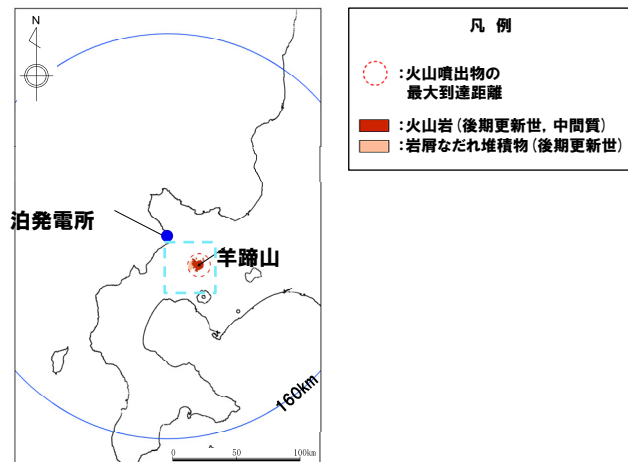 N
泊発電所
羊蹄山
160km
0 50 100km
凡 例
:火山噴出物の
最大到達距離
:火山岩(後期更新世，中間質)
:岩屑なだれ堆積物(後期更新世)